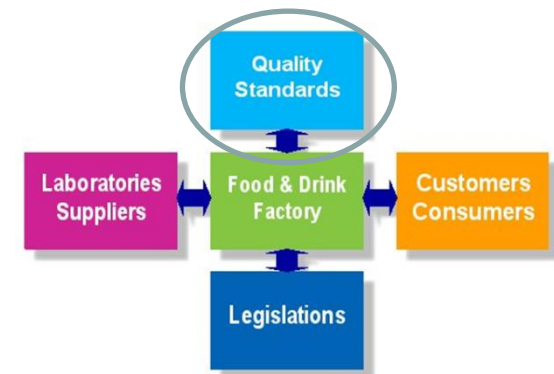 Quality
Standards
Laboratories
Suppliers
Food & Drink
Factory
Customers
Consumers
Legislations